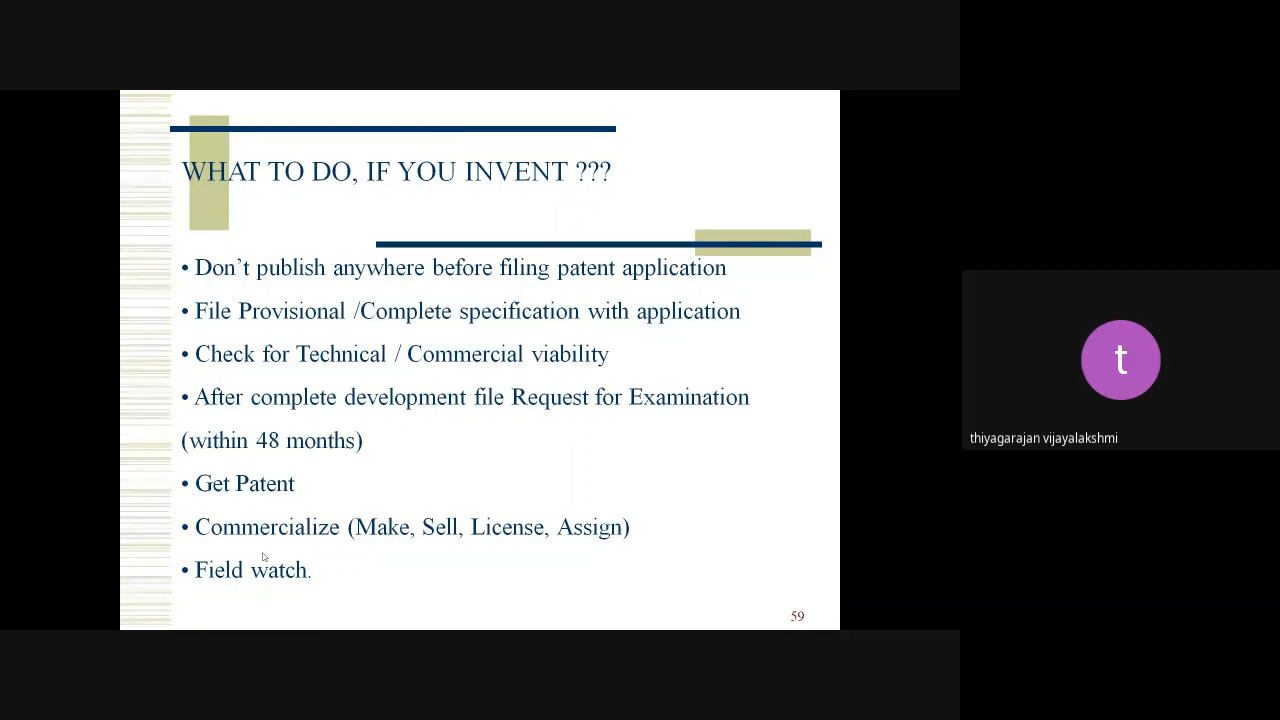 WHAT TO DO, IF YOU INVENT ???
• Don't publish anywhere before filing patent application
• File Provisional /Complete specification with application
• Check for Technical / Commercial viability
• After complete development file Request for Examination
(within 48 months)
• Get Patent
• Commercialize (Make, Sell, License, Assign)
• Field watch.
59
t
thiyagarajan vijayalakshmi